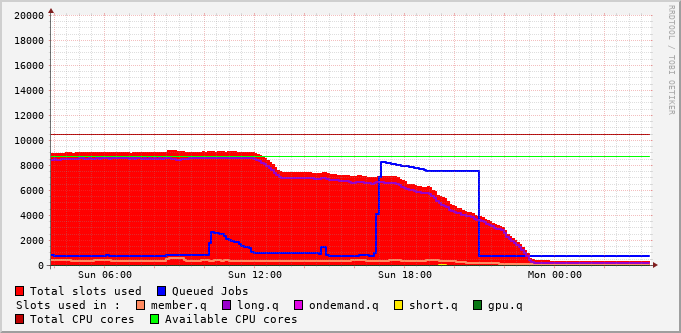 20000
18000
16000
14000
12000
10000
8000
6000
4000
2000
0
Sun 06:00 Sun 12:00 Sun 18:00 Mon 00:00
RRDTOOL / TOBI OETIKER
Total slots used Queued Jobs
Slots used in : member.q long.q ondemand.q short.q gpu.q
Total CPU cores Available CPU cores